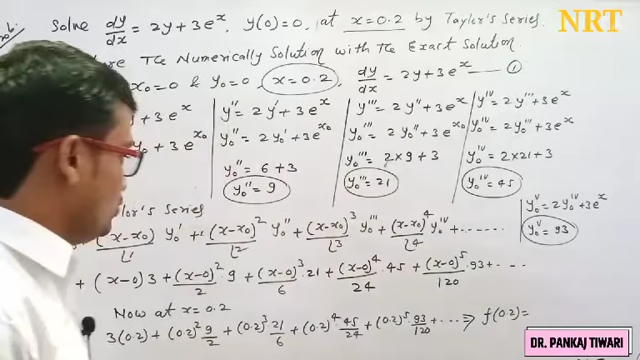 Solve dy/dx = 2y + 3e^x, y(0) = 0, at x = 0.2 by Taylor's Series.
NRT
The Numerically Solution with the Exact Solution.
x₀ = 0 & y₀ = 0, x = 0.2, dy/dx = 2y + 3e^x —— ①
+ 3e^x
y'' = 2y' + 3e^x
y''' = 2y'' + 3e^x
y^IV = 2y''' + 3e^x
+ 3e^x₀
y₀'' = 2y₀' + 3e^x₀
y₀''' = 2y₀'' + 3e^x₀
y₀^IV = 2y₀''' + 3e^x
y₀'' = 6 + 3
y₀''' = 2×9 + 3
y₀^IV = 2×21 + 3
y₀'' = 9
y₀''' = 21
y₀^IV = 45
Series
y₀^V = 2y₀^IV + 3e^x
y₀^V = 93
(x-x₀)/⌊1 y₀' + (x-x₀)²/⌊2 y₀'' + (x-x₀)³/⌊3 y₀''' + (x-x₀)⁴/⌊4 y₀^IV + ......
+ (x-0)3 + (x-0)²/2 . 9 + (x-0)³/6 . 21 + (x-0)⁴/24 . 45 + (x-0)⁵/120 . 93 + ....
Now at x = 0.2
3(0.2) + (0.2)² 9/2 + (0.2)³ 21/6 + (0.2)⁴ 45/24 + (0.2)⁵ . 93/120 + ... ⇒ f(0.2) =
DR. PANKAJ TIWARI